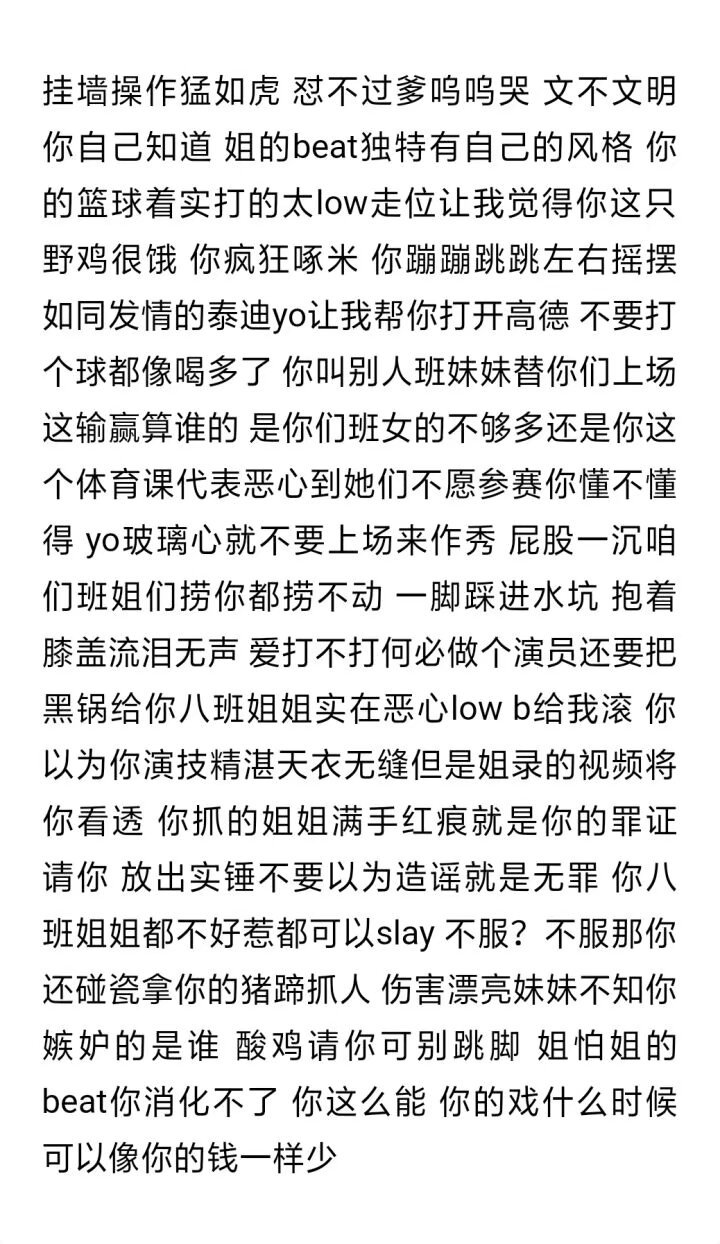 挂墙操作猛如虎 怼不过爹呜呜哭 文不文明
你自己知道 姐的beat独特有自己的风格 你
的篮球着实打的太low走位让我觉得你这只
野鸡很饿 你疯狂啄米 你蹦蹦跳跳左右摇摆
如同发情的泰迪yo让我帮你打开高德 不要打
个球都像喝多了 你叫别人班妹妹替你们上场
这输赢算谁的 是你们班女的不够多还是你这
个体育课代表恶心到她们不愿参赛你懂不懂
得 yo玻璃心就不要上场来作秀 屁股一沉咱
们班姐们捞你都捞不动 一脚踩进水坑 抱着
膝盖流泪无声 爱打不打何必做个演员还要把
黑锅给你八班姐姐实在恶心low b给我滚 你
以为你演技精湛天衣无缝但是姐录的视频将
你看透 你抓的姐姐满手红痕就是你的罪证
请你 放出实锤不要以为造谣就是无罪 你八
班姐姐都不好惹都可以slay 不服？不服那你
还碰瓷拿你的猪蹄抓人 伤害漂亮妹妹不知你
嫉妒的是谁 酸鸡请你可别跳脚 姐怕姐的
beat你消化不了 你这么能 你的戏什么时候
可以像你的钱一样少